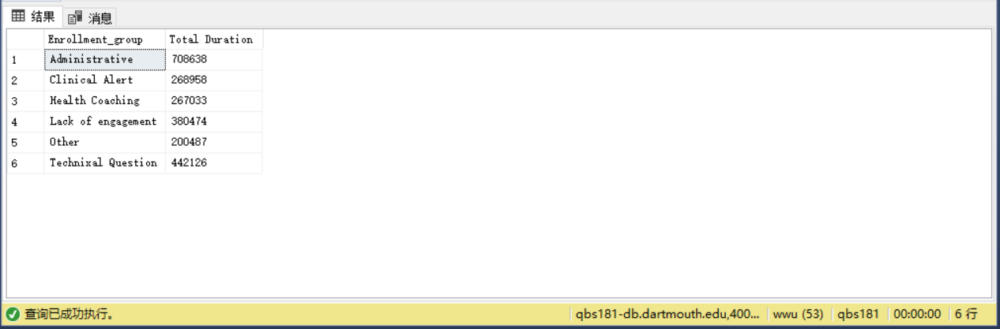 结果 消息
Enrollment_group Total Duration
1 Administrative 708638
2 Clinical Alert 268958
3 Health Coaching 267033
4 Lack of engagement 380474
5 Other 200487
6 Technixal Question 442126
查询已成功执行。 qbs181-db.dartmouth.edu,400... wwu (53) qbs181 00:00:00 6 行